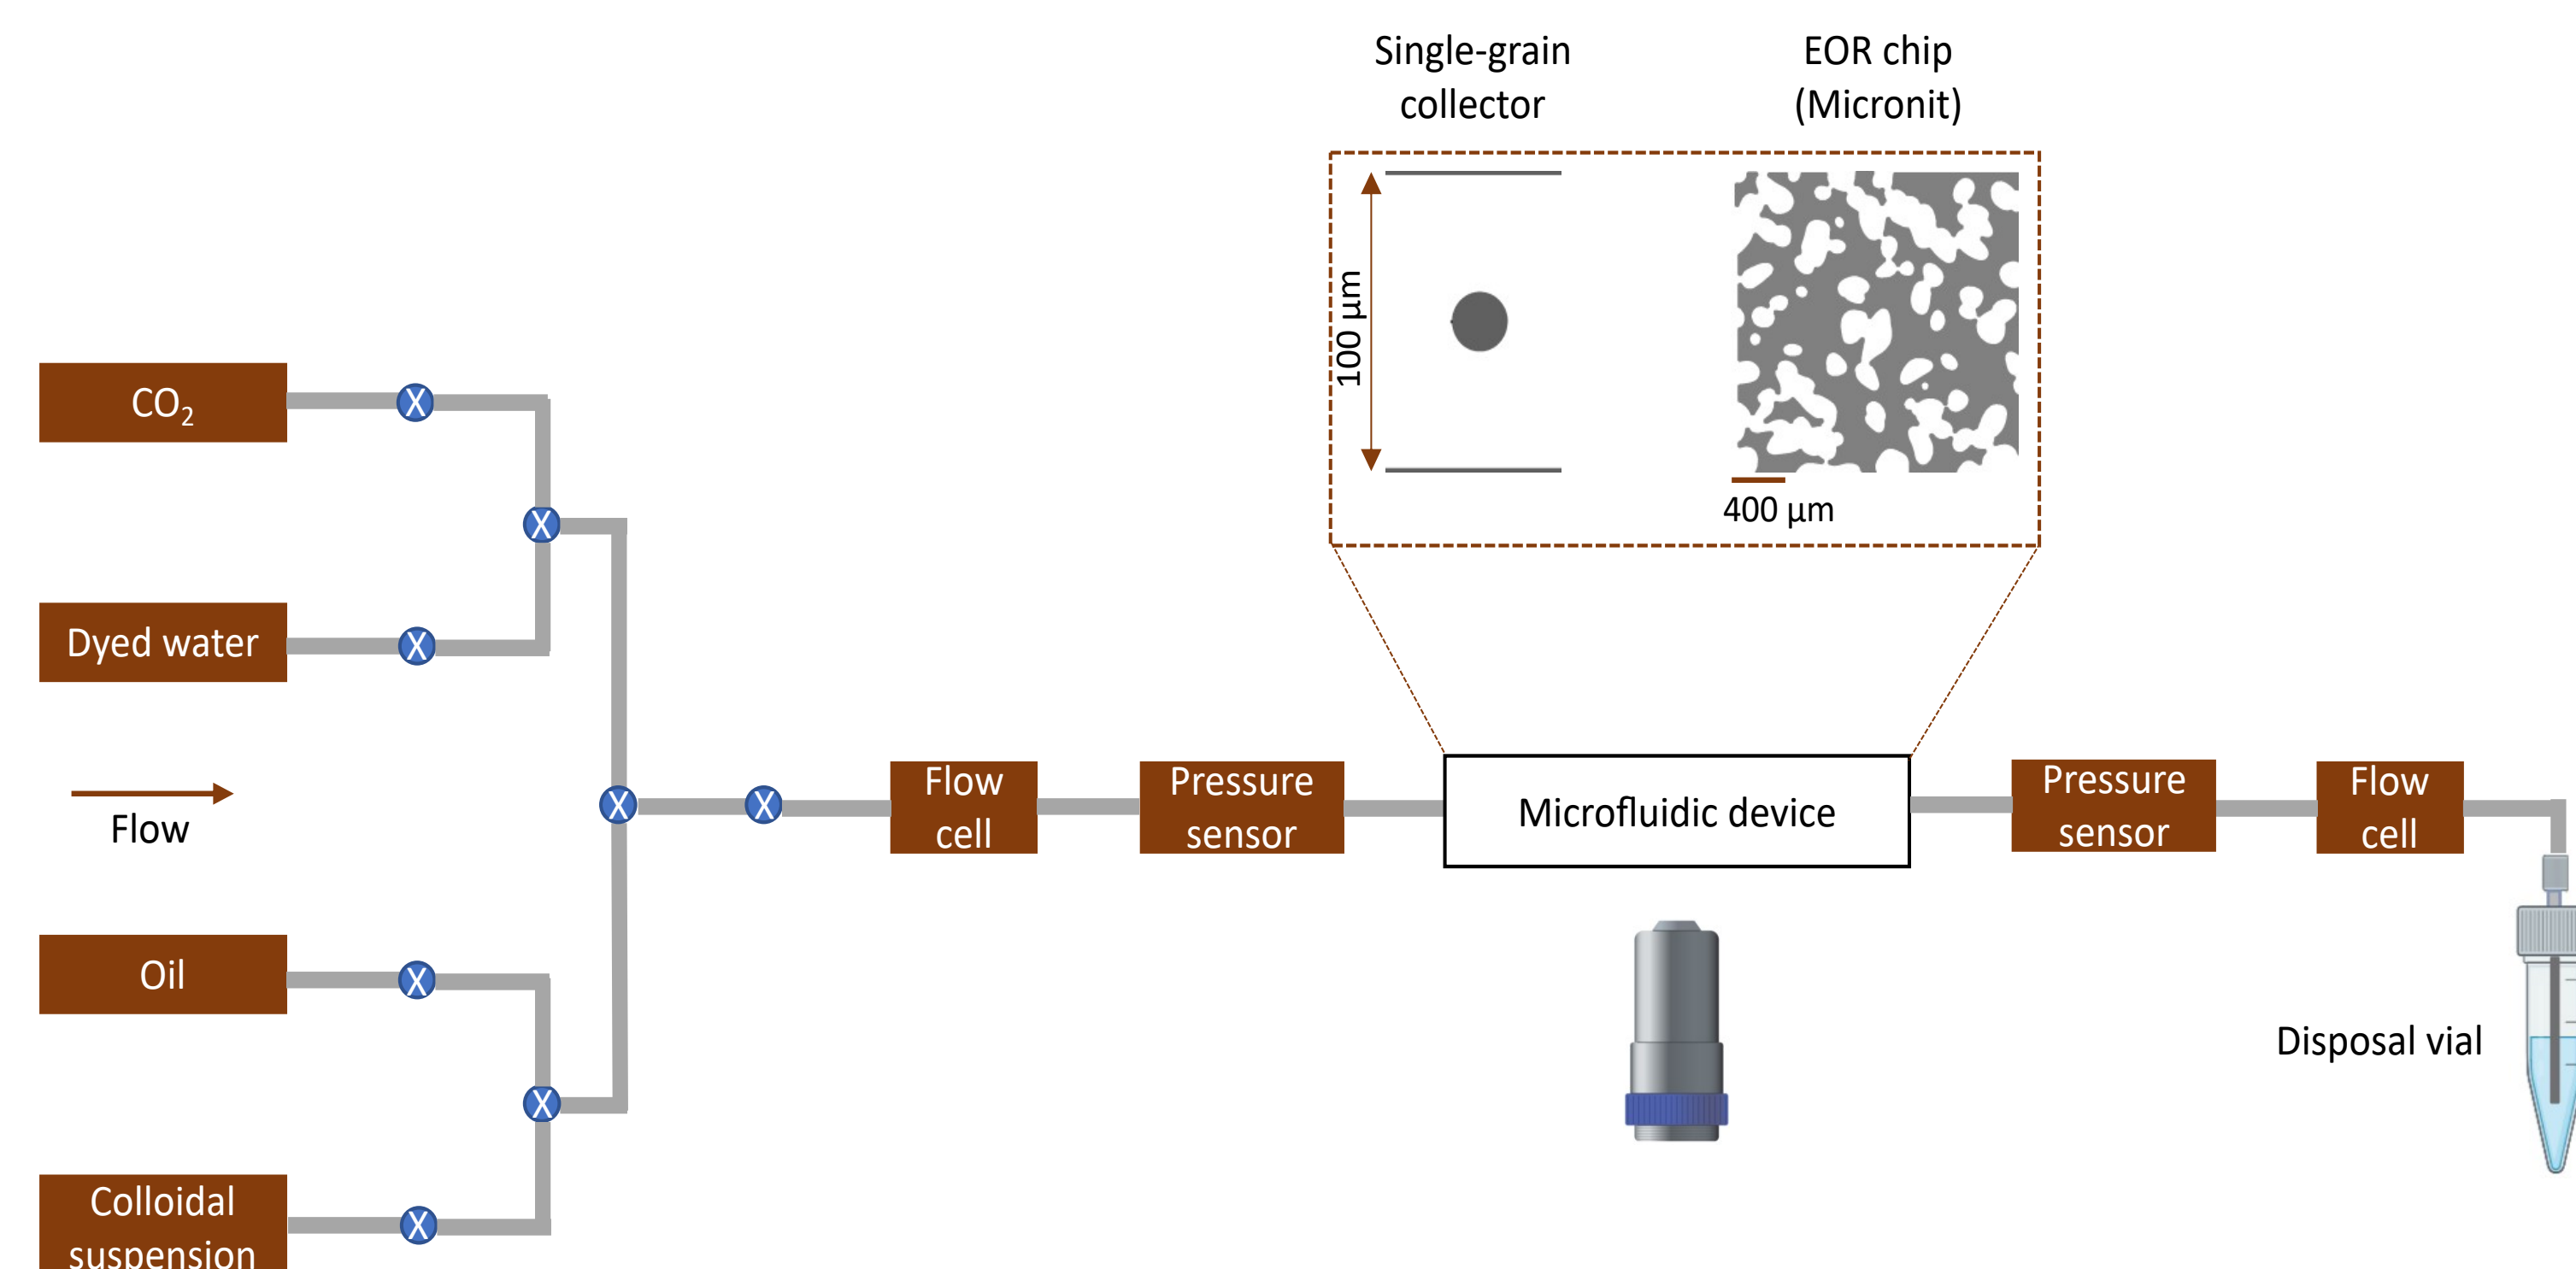 Single-grain
collector
EOR chip
(Micronit)
100 µm
400 µm
CO₂
X
X
Dyed water
X
Flow
X
X
Flow
cell
Pressure
sensor
Microfluidic device
Pressure
sensor
Flow
cell
Oil
X
X
Disposal vial
Colloidal
suspension
X